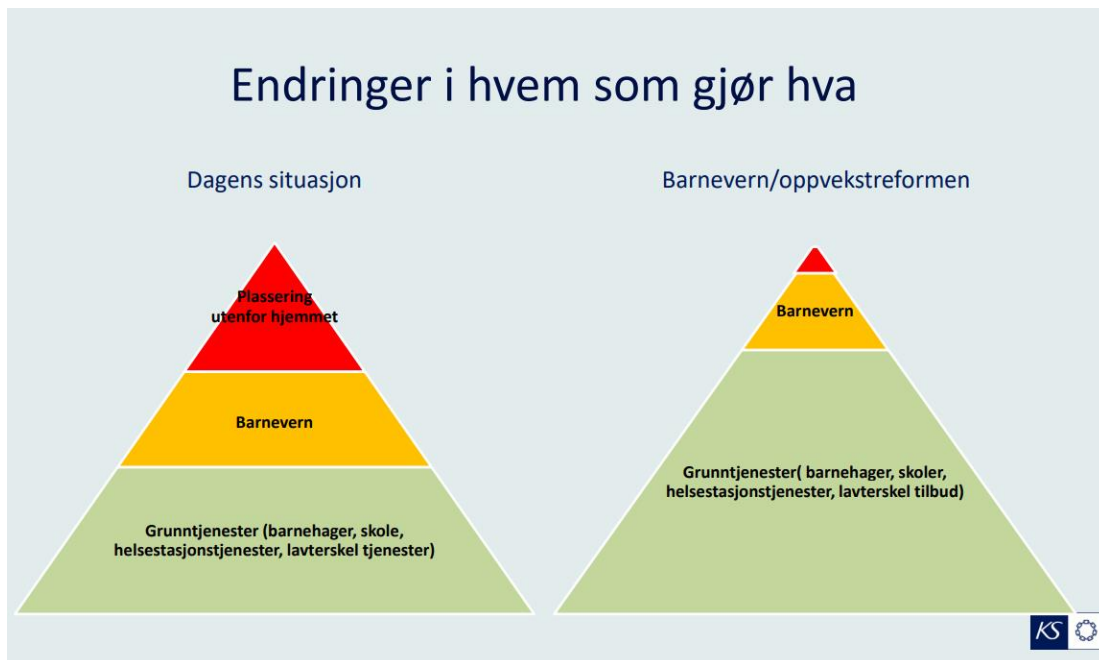 Endringer i hvem som gjør hva
Dagens situasjon
Plassering
utenfor hjemmet
Barnevern
Grunntjenester (barnehager, skole,
helsestasjonstjenester, lavterskel tjenester)
Barnevern/oppvekstreformen
Barnevern
Grunntjenester( barnehager, skoler,
helsestasjonstjenester, lavterskel tilbud)
KS